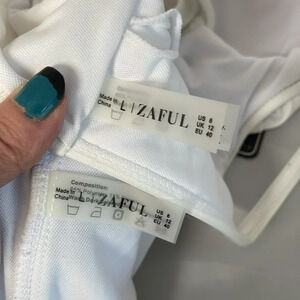 Made in
China
L | ZAFUL
US 8
UK 12
EU 40
Composition:
Made in
China
L ZAFUL
US 8
UK 12
EU 40